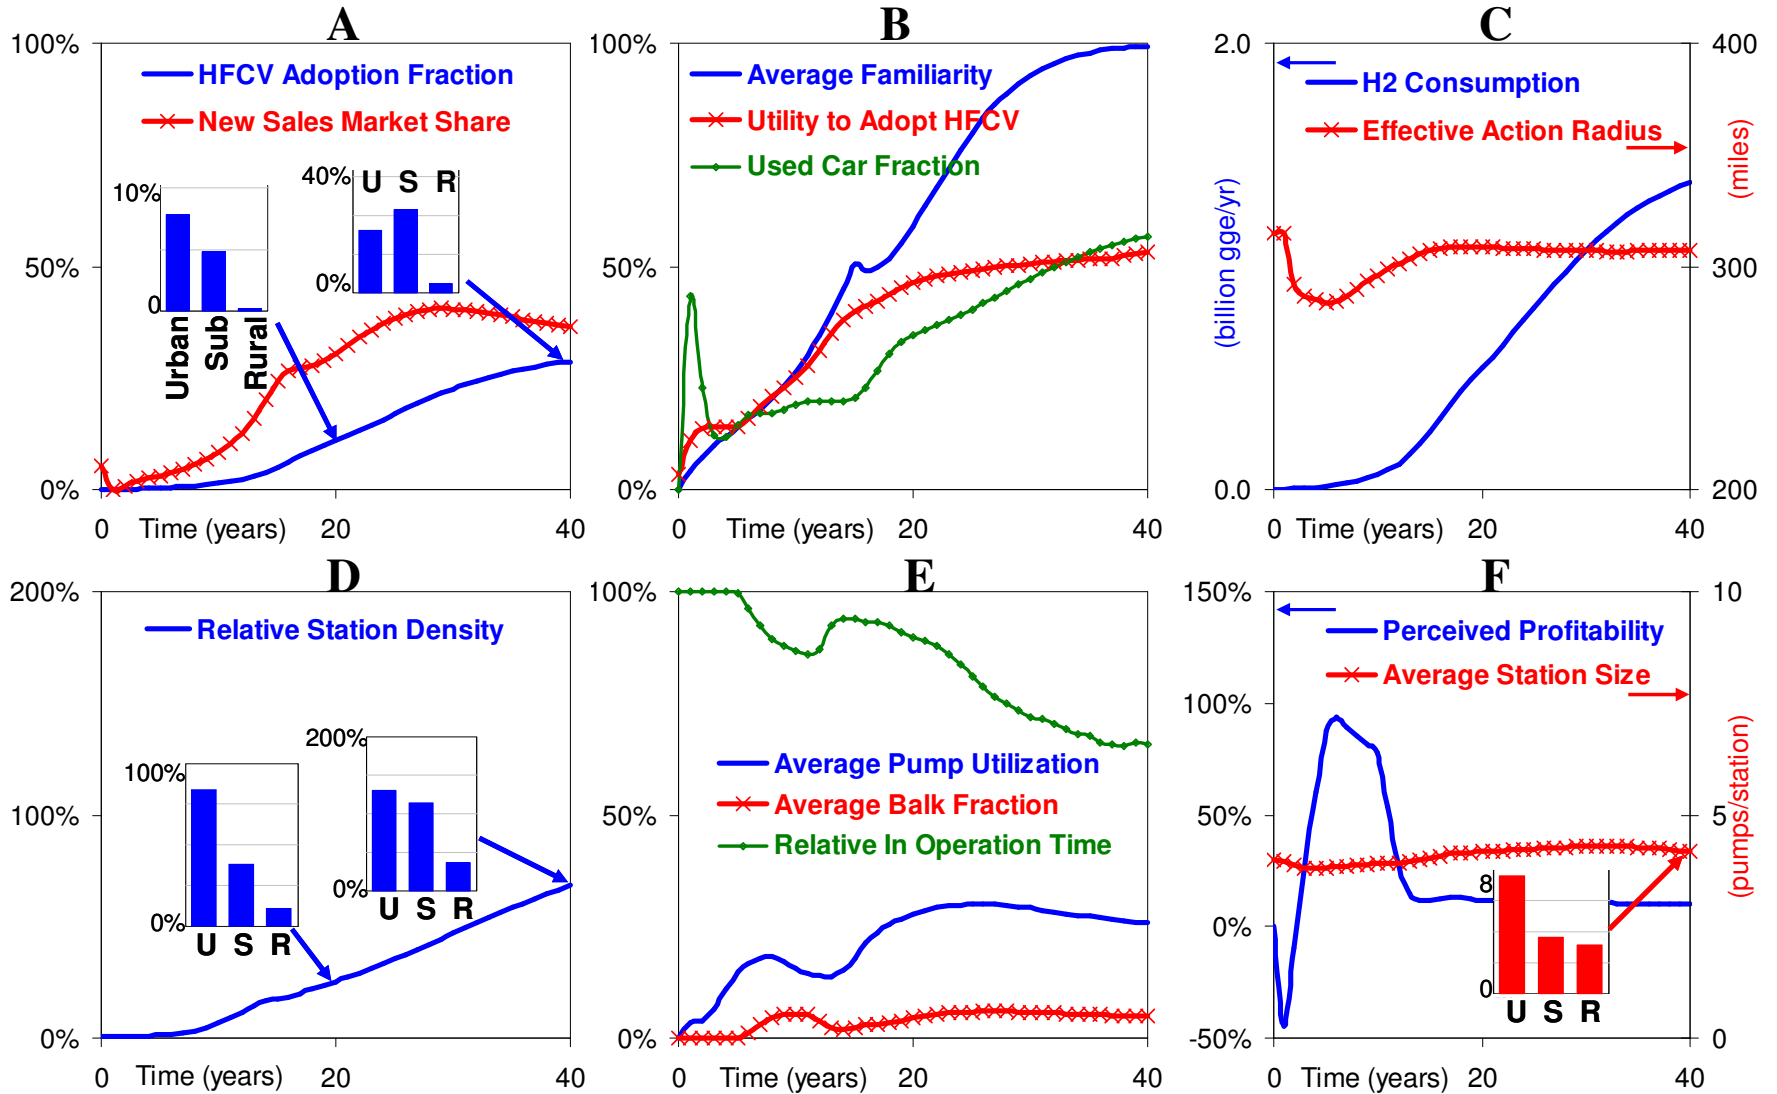 A
100%
50%
0%
HFCV Adoption Fraction
New Sales Market Share
10%
0
Urban
Sub
Rural
40%
0%
U S R
0 Time (years) 20 40
B
100%
50%
0%
Average Familiarity
Utility to Adopt HFCV
Used Car Fraction
0 Time (years) 20 40
C
2.0
0.0
(billion gge/yr)
H2 Consumption
Effective Action Radius
400
300
200
(miles)
0 Time (years) 20 40
D
200%
100%
0%
Relative Station Density
100%
0%
U S R
200%
0%
U S R
0 Time (years) 20 40
E
100%
50%
0%
Average Pump Utilization
Average Balk Fraction
Relative In Operation Time
0 Time (years) 20 40
F
150%
100%
50%
0%
-50%
Perceived Profitability
Average Station Size
10
5
0
(pumps/station)
8
0
U S R
0 Time (years) 20 40